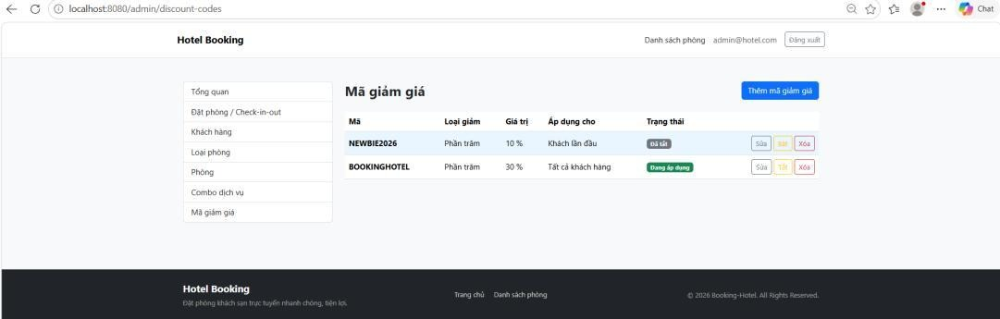 localhost:8080/admin/discount-codes
Chat
Hotel Booking
Danh sách phòng
admin@hotel.com
Đăng xuất
Tổng quan
Đặt phòng / Check-in-out
Khách hàng
Loại phòng
Phòng
Combo dịch vụ
Mã giảm giá
Mã giảm giá
Thêm mã giảm giá
Mã Loại giảm Giá trị Áp dụng cho Trạng thái
NEWBIE2026 Phần trăm 10 % Khách lần đầu Đã tắt Sửa Bật Xóa
BOOKINGHOTEL Phần trăm 30 % Tất cả khách hàng Đang áp dụng Sửa Tắt Xóa
Hotel Booking
Đặt phòng khách sạn trực tuyến nhanh chóng, tiện lợi.
Trang chủ Danh sách phòng
© 2026 Booking-Hotel. All Rights Reserved.